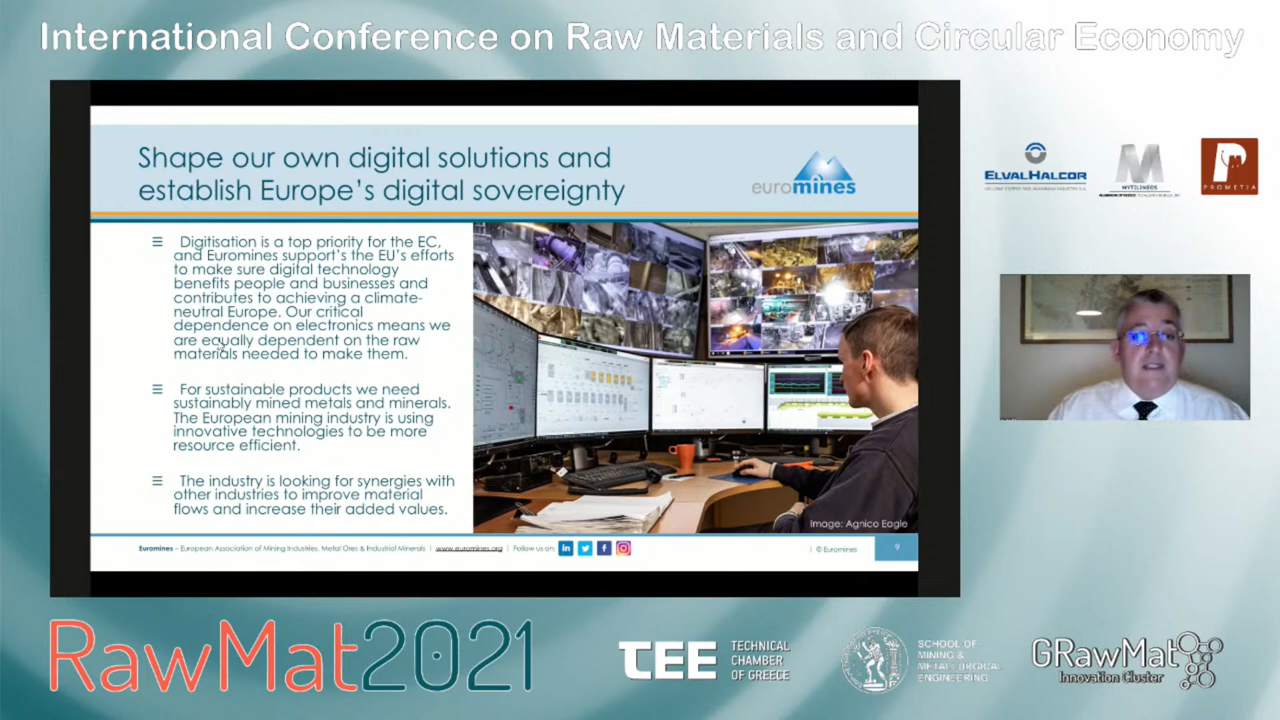 International Conference on Raw Materials and Circular Economy
Shape our own digital solutions and
establish Europe's digital sovereignty
euromines
Digitisation is a top priority for the EC,
and Euromines support's the EU's efforts
to make sure digital technology
benefits people and businesses and
contributes to achieving a climate-
neutral Europe. Our critical
dependence on electronics means we
are equally dependent on the raw
materials needed to make them.
For sustainable products we need
sustainably mined metals and minerals.
The European mining industry is using
innovative technologies to be more
resource efficient.
The industry is looking for synergies with
other industries to improve material
flows and increase their added values.
Image: Agnico Eagle
Euromines – European Association of Mining Industries, Metal Ores & Industrial Minerals | www.euromines.org | Follow us on:
| © Euromines
9
ELVALHALCOR
MYTILINEOS
PROMETIA
RawMat2021
TEE
TECHNICAL
CHAMBER
OF GREECE
SCHOOL OF
MINING &
METALLURGICAL
ENGINEERING
GRawMat
Innovation Cluster